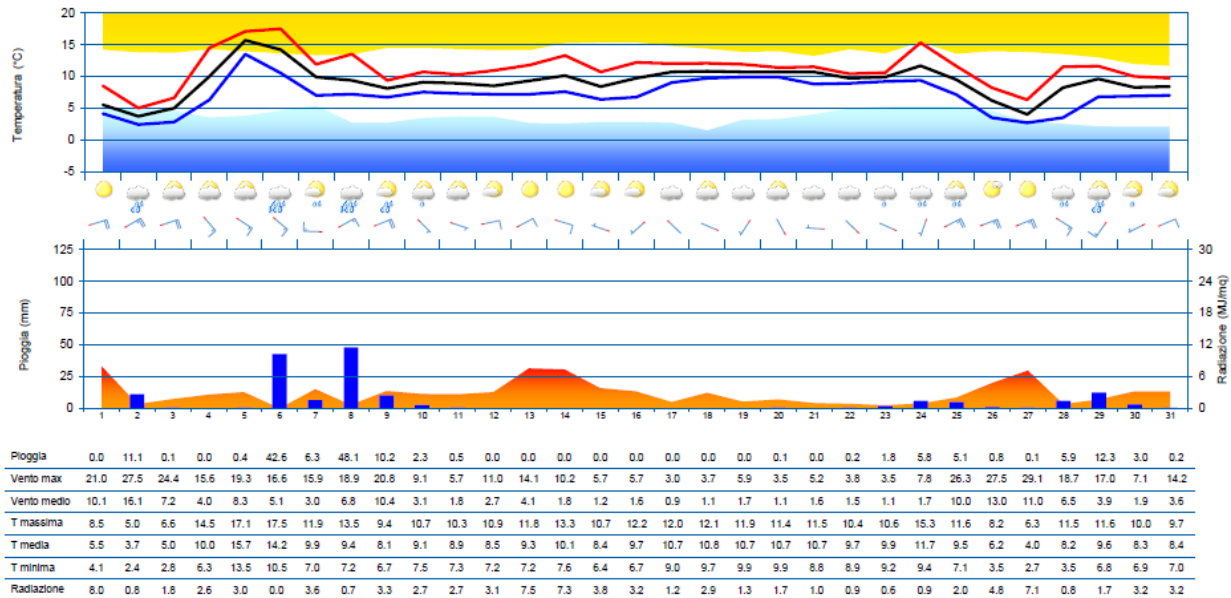 20
15
10
5
0
-5
Temperatura (°C)
125
100
75
50
25
0
Pioggia (mm)
30
24
18
12
6
0
Radiazione (MJ/mq)
1 2 3 4 5 6 7 8 9 10 11 12 13 14 15 16 17 18 19 20 21 22 23 24 25 26 27 28 29 30 31
Pioggia 0.0 11.1 0.1 0.0 0.4 42.6 6.3 48.1 10.2 2.3 0.5 0.0 0.0 0.0 0.0 0.0 0.0 0.0 0.0 0.1 0.0 0.2 1.8 5.8 5.1 0.8 0.1 5.9 12.3 3.0 0.2
Vento max 21.0 27.5 24.4 15.6 19.3 16.6 15.9 18.9 20.8 9.1 5.7 11.0 14.1 10.2 5.7 5.7 3.0 3.7 5.9 3.5 5.2 3.8 3.5 7.8 26.3 27.5 29.1 18.7 17.0 7.1 14.2
Vento medio 10.1 16.1 7.2 4.0 8.3 5.1 3.0 6.8 10.4 3.1 1.8 2.7 4.1 1.8 1.2 1.6 0.9 1.1 1.7 1.1 1.6 1.5 1.1 1.7 10.0 13.0 11.0 6.5 3.9 1.9 3.6
T massima 8.5 5.0 6.6 14.5 17.1 17.5 11.9 13.5 9.4 10.7 10.3 10.9 11.8 13.3 10.7 12.2 12.0 12.1 11.9 11.4 11.5 10.4 10.6 15.3 11.6 8.2 6.3 11.5 11.6 10.0 9.7
T media 5.5 3.7 5.0 10.0 15.7 14.2 9.9 9.4 8.1 9.1 8.9 8.5 9.3 10.1 8.4 9.7 10.7 10.8 10.7 10.7 10.7 9.7 9.9 11.7 9.5 6.2 4.0 8.2 9.6 8.3 8.4
T minima 4.1 2.4 2.8 6.3 13.5 10.5 7.0 7.2 6.7 7.5 7.3 7.2 7.2 7.6 6.4 6.7 9.0 9.7 9.9 9.9 8.8 8.9 9.2 9.4 7.1 3.5 2.7 3.5 6.8 6.9 7.0
Radiazione 8.0 0.8 1.8 2.6 3.0 0.0 3.6 0.7 3.3 2.7 2.7 3.1 7.5 7.3 3.8 3.2 1.2 2.9 1.3 1.7 1.0 0.9 0.6 0.9 2.0 4.8 7.1 0.8 1.7 3.2 3.2